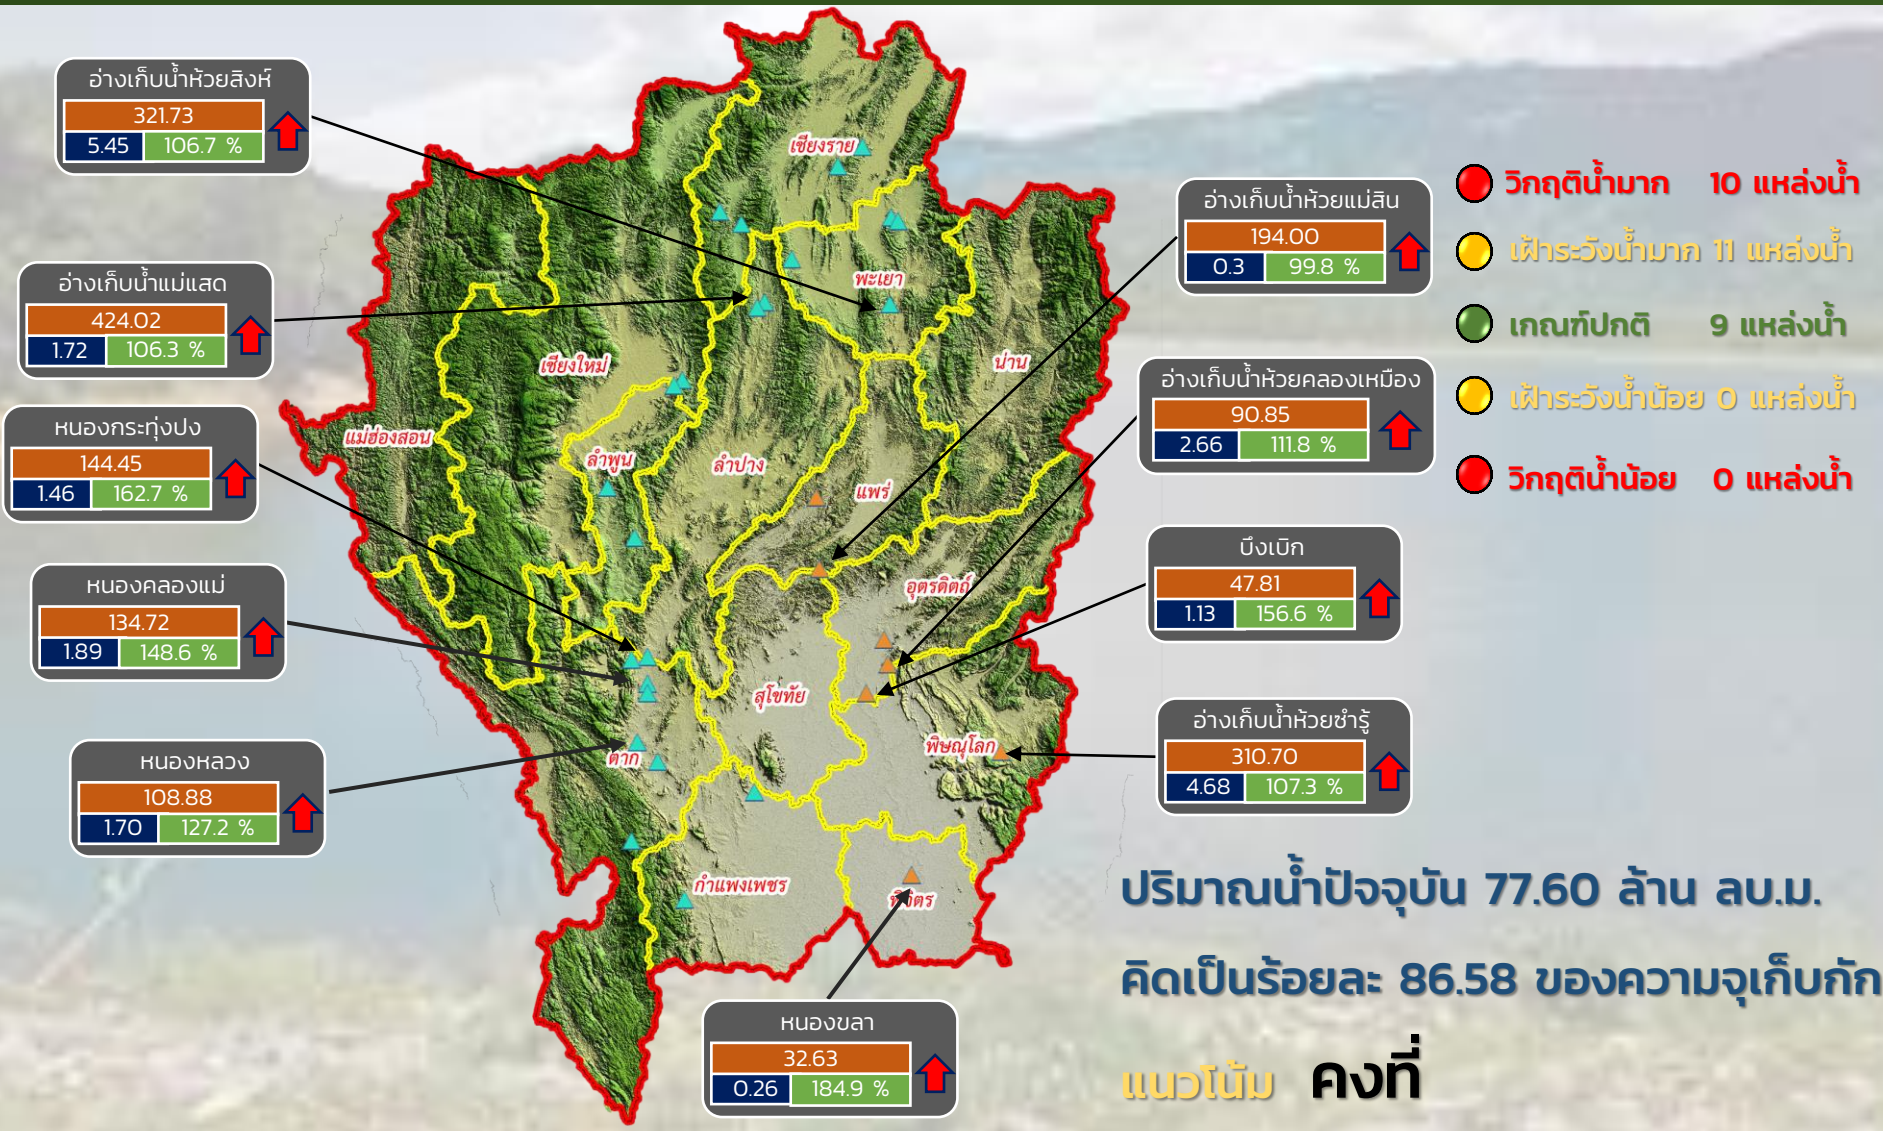 อ่างเก็บน้ำห้วยสิงห์
321.73
5.45 106.7 %
อ่างเก็บน้ำแม่แสด
424.02
1.72 106.3 %
หนองกระทุ่งปง
144.45
1.46 162.7 %
หนองคลองแม่
134.72
1.89 148.6 %
หนองหลวง
108.88
1.70 127.2 %
เชียงราย
พะเยา
น่าน
เชียงใหม่
แม่ฮ่องสอน
ลำพูน
ลำปาง
แพร่
อุตรดิตถ์
สุโขทัย
ตาก
พิษณุโลก
กำแพงเพชร
พิจิตร
หนองขลา
32.63
0.26 184.9 %
อ่างเก็บน้ำห้วยแม่สิน
194.00
0.3 99.8 %
อ่างเก็บน้ำห้วยคลองเหมือง
90.85
2.66 111.8 %
บึงเบิก
47.81
1.13 156.6 %
อ่างเก็บน้ำห้วยซำรู้
310.70
4.68 107.3 %
วิกฤติน้ำมาก 10 แหล่งน้ำ
เฝ้าระวังน้ำมาก 11 แหล่งน้ำ
เกณฑ์ปกติ 9 แหล่งน้ำ
เฝ้าระวังน้ำน้อย 0 แหล่งน้ำ
วิกฤติน้ำน้อย 0 แหล่งน้ำ
ปริมาณน้ำปัจจุบัน 77.60 ล้าน ลบ.ม.
คิดเป็นร้อยละ 86.58 ของความจุเก็บกัก
แนวโน้ม คงที่